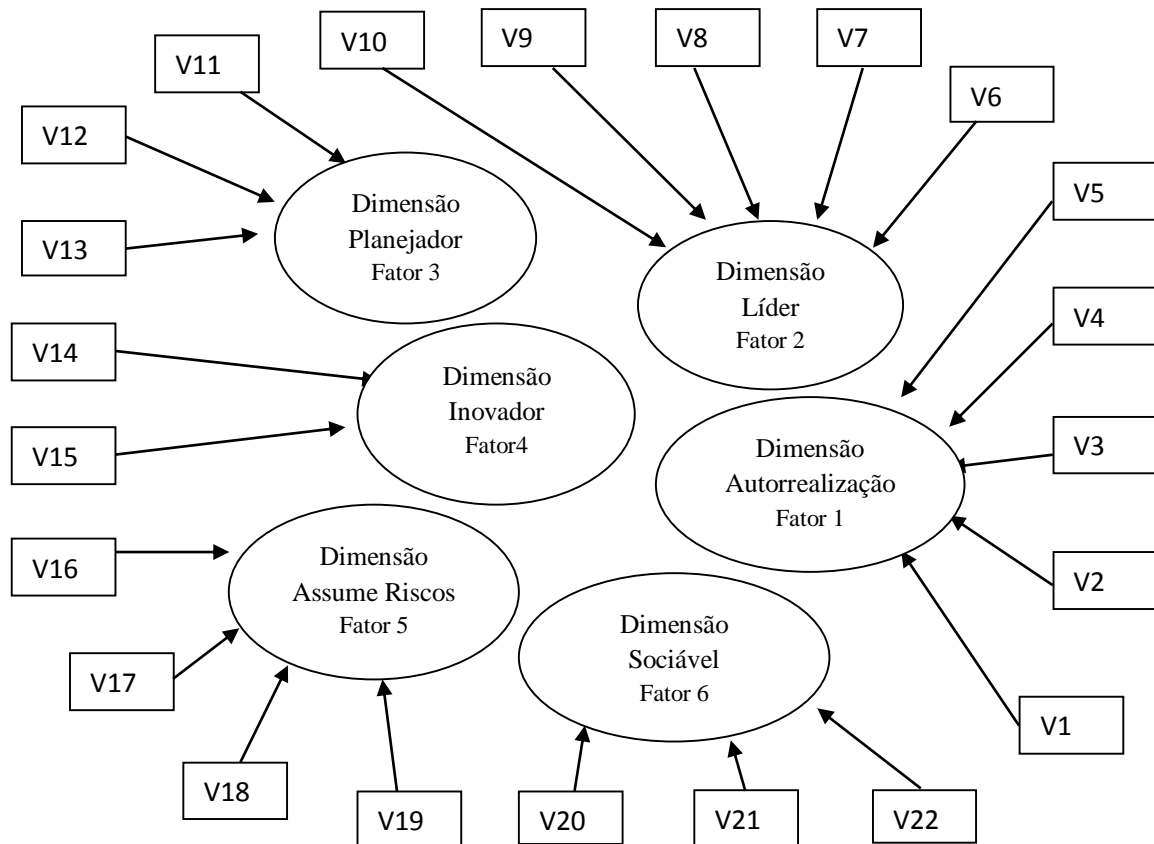 V10
V9
V8
V7
V11
V6
V12
V5
Dimensão
Planejador
Fator 3
V13
Dimensão
Líder
Fator 2
V4
V14
Dimensão
Inovador
Fator4
V15
V3
Dimensão
Autorrealização
Fator 1
V16
Dimensão
Assume Riscos
Fator 5
V2
Dimensão
Sociável
Fator 6
V17
V1
V18
V19
V20
V21
V22